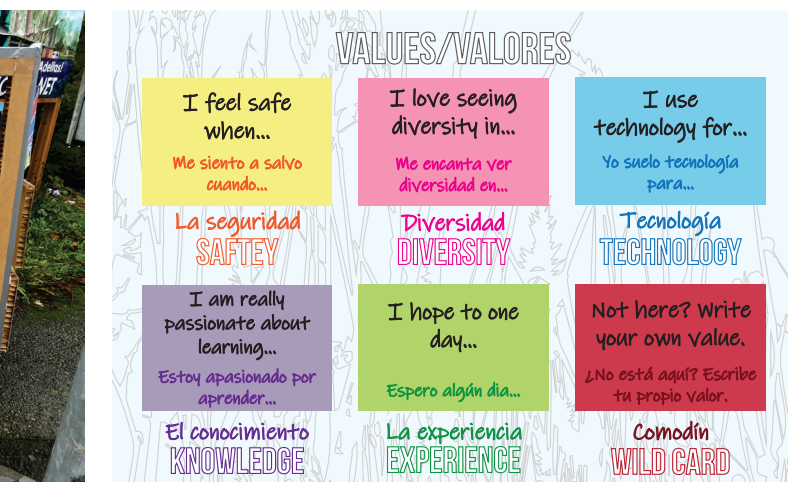 Adelitas!
NET
C
VALUES/VALORES
I feel safe
when...
Me siento a salvo
cuando...
La seguridad
SAFTEY
I love seeing
diversity in...
Me encanta ver
diversidad en...
Diversidad
DIVERSITY
I use
technology for...
Yo suelo tecnología
para...
Tecnología
TECHNOLOGY
I am really
passionate about
learning...
Estoy apasionado por
aprender...
El conocimiento
KNOWLEDGE
I hope to one
day...
Espero algún dia...
La experiencia
EXPERIENCE
Not here? Write
your own value.
¿No está aquí? Escribe
tu propio valor.
Comodín
WILD CARD